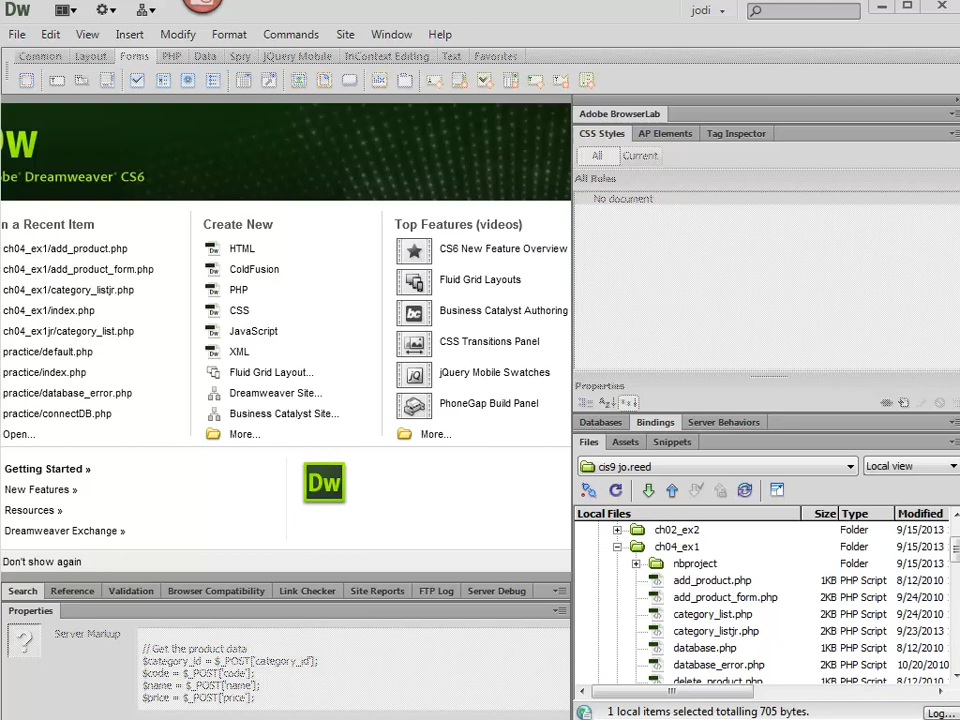 Dw
jodi
File Edit View Insert Modify Format Commands Site Window Help
Common Layout Forms PHP Data Spry jQuery Mobile InContext Editing Text Favorites
DW
be® Dreamweaver® CS6
n a Recent Item
ch04_ex1/add_product.php
ch04_ex1/add_product_form.php
ch04_ex1/category_listjr.php
ch04_ex1/index.php
ch04_ex1jr/category_list.php
practice/default.php
practice/index.php
practice/database_error.php
practice/connectDB.php
Open...
Create New
HTML
ColdFusion
PHP
CSS
JavaScript
XML
Fluid Grid Layout...
Dreamweaver Site...
Business Catalyst Site...
More...
Top Features (videos)
CS6 New Feature Overview
Fluid Grid Layouts
Business Catalyst Authoring
CSS Transitions Panel
jQuery Mobile Swatches
PhoneGap Build Panel
More...
Getting Started »
New Features »
Resources »
Dreamweaver Exchange »
Dw
Don't show again
Search Reference Validation Browser Compatibility Link Checker Site Reports FTP Log Server Debug
Properties
Server Markup
// Get the product data
$category_id = $_POST['category_id'];
$code = $_POST['code'];
$name = $_POST['name'];
$price = $_POST['price'];
Adobe BrowserLab
CSS Styles AP Elements Tag Inspector
All Current
All Rules
No document
Properties
Databases Bindings Server Behaviors
Files Assets Snippets
cis9 jo.reed Local view
Local Files Size Type Modified
ch02_ex2 Folder 9/15/2013
ch04_ex1 Folder 9/15/2013
nbproject Folder 9/15/2013
add_product.php 1KB PHP Script 8/12/2010
add_product_form.php 2KB PHP Script 9/24/2010
category_list.php 2KB PHP Script 9/24/2010
category_listjr.php 2KB PHP Script 9/23/2013
database.php 1KB PHP Script 8/12/2010
database_error.php 1KB PHP Script 10/20/2010
delete_product.php 1KB PHP Script 8/12/2010
1 local items selected totalling 705 bytes. Log...